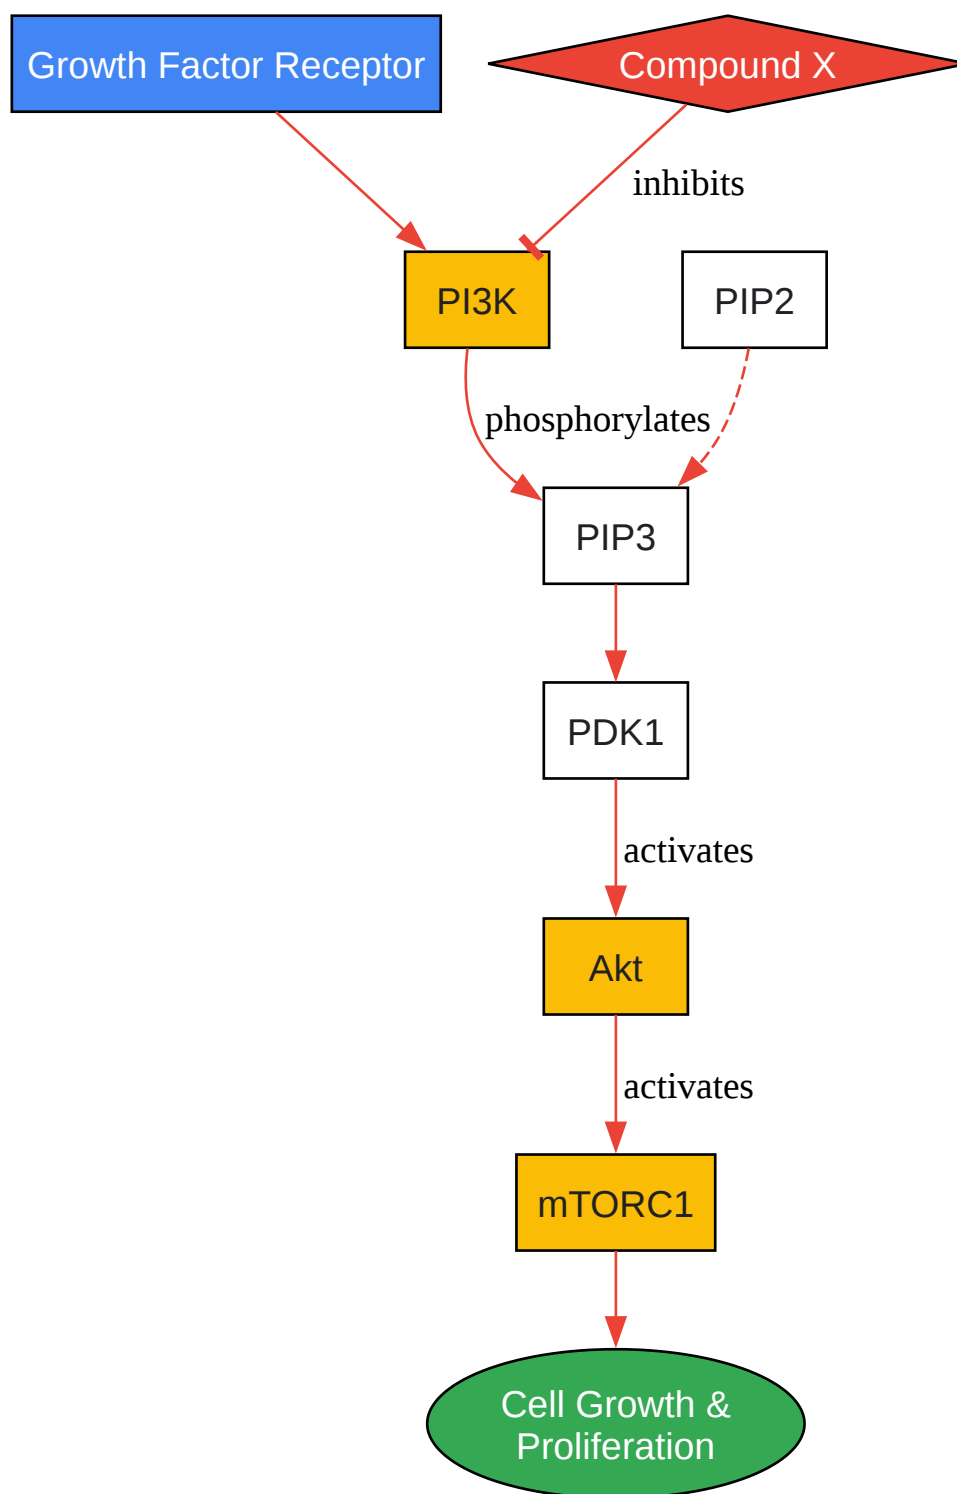 Growth Factor Receptor
Compound X
inhibits
PI3K
PIP2
phosphorylates
PIP3
PDK1
activates
Akt
activates
mTORC1
Cell Growth &
Proliferation